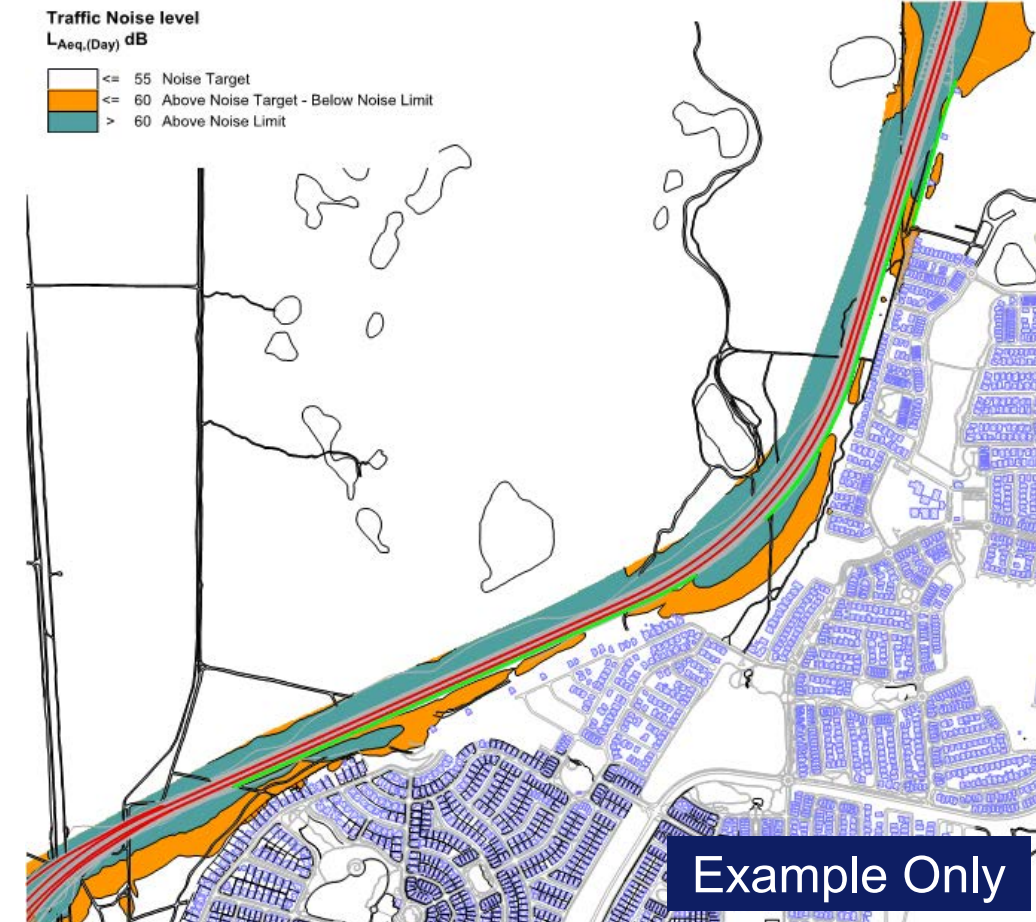 Traffic Noise level
LAeq,(Day) dB
<= 55 Noise Target
<= 60 Above Noise Target - Below Noise Limit
> 60 Above Noise Limit
Example Only